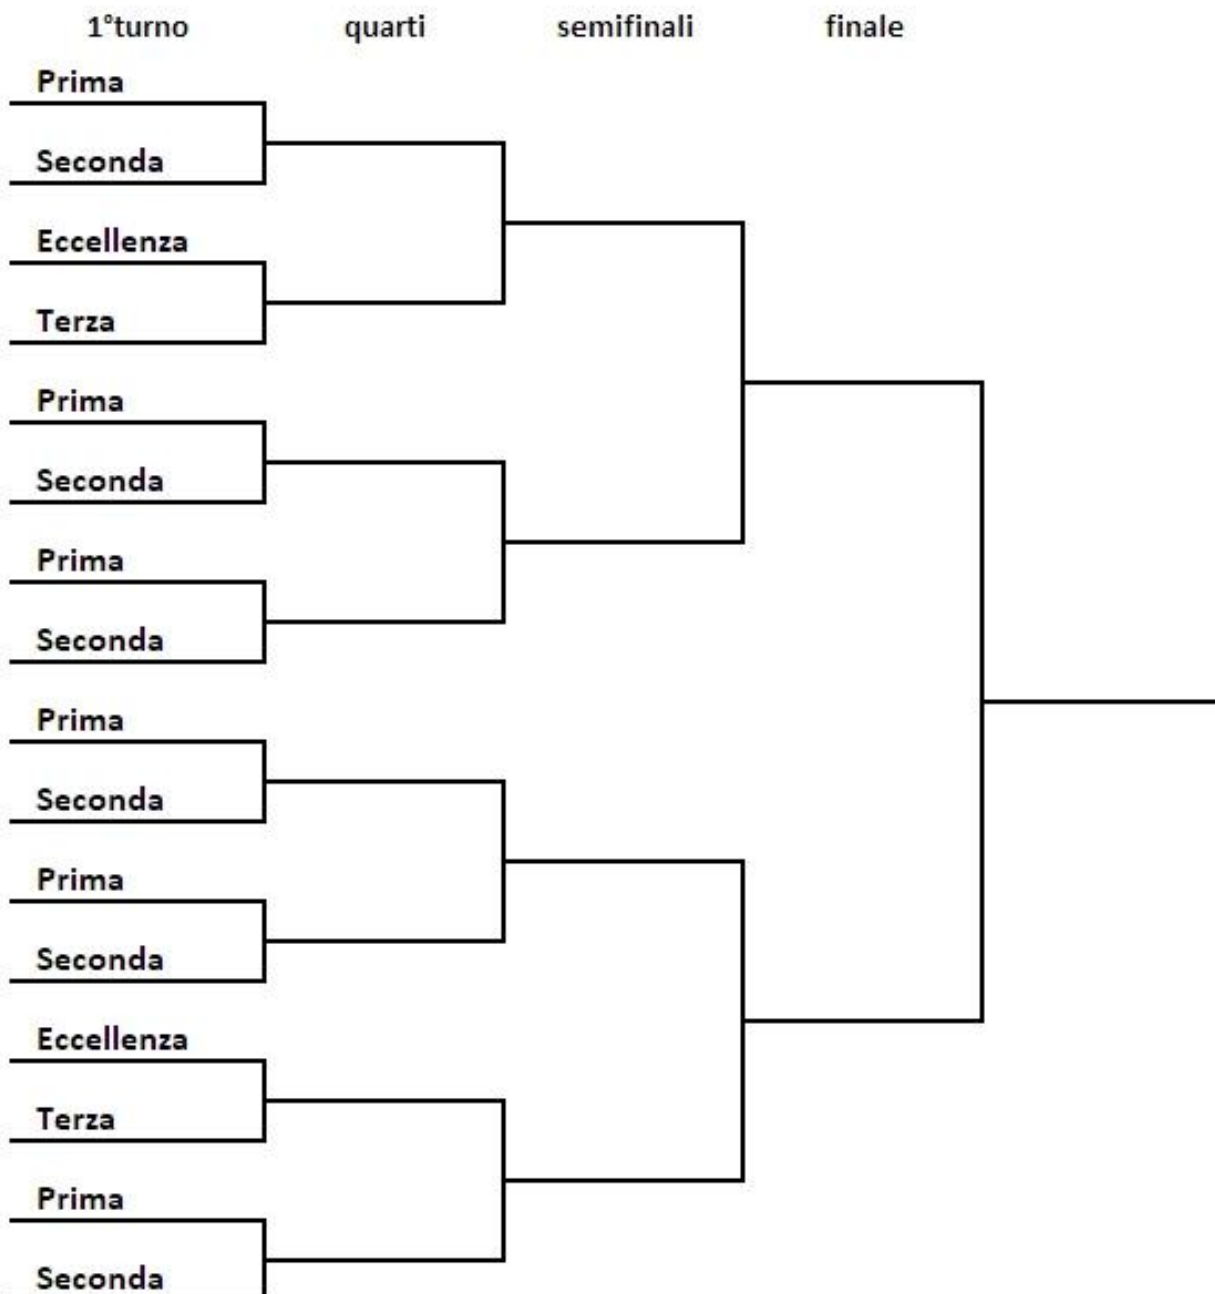 1°turno quarti semifinali finale
Prima
Seconda
Eccellenza
Terza
Prima
Seconda
Prima
Seconda
Prima
Seconda
Prima
Seconda
Eccellenza
Terza
Prima
Seconda